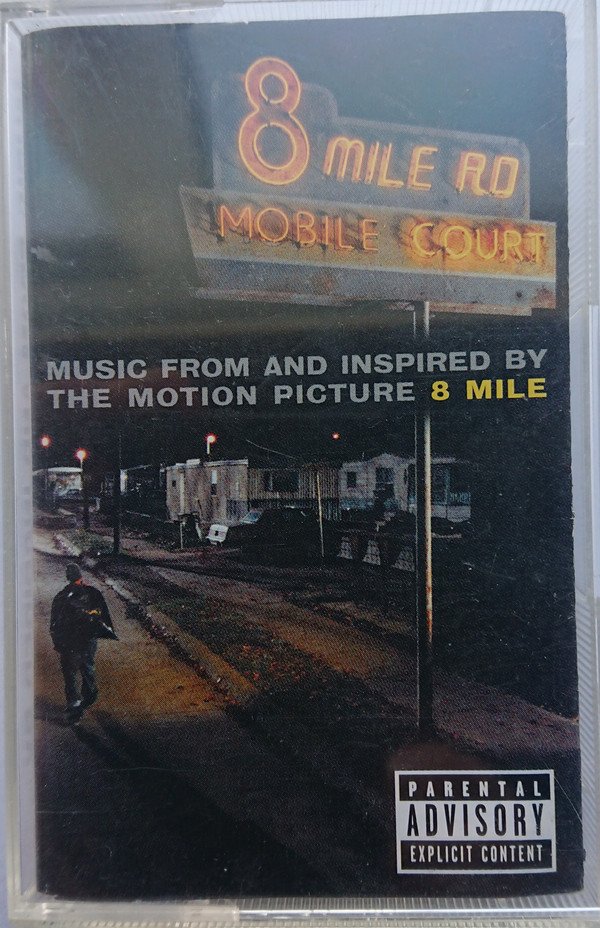 8 MILE RD
MOBILE COURT
MUSIC FROM AND INSPIRED BY
THE MOTION PICTURE 8 MILE
PARENTAL
ADVISORY
EXPLICIT CONTENT